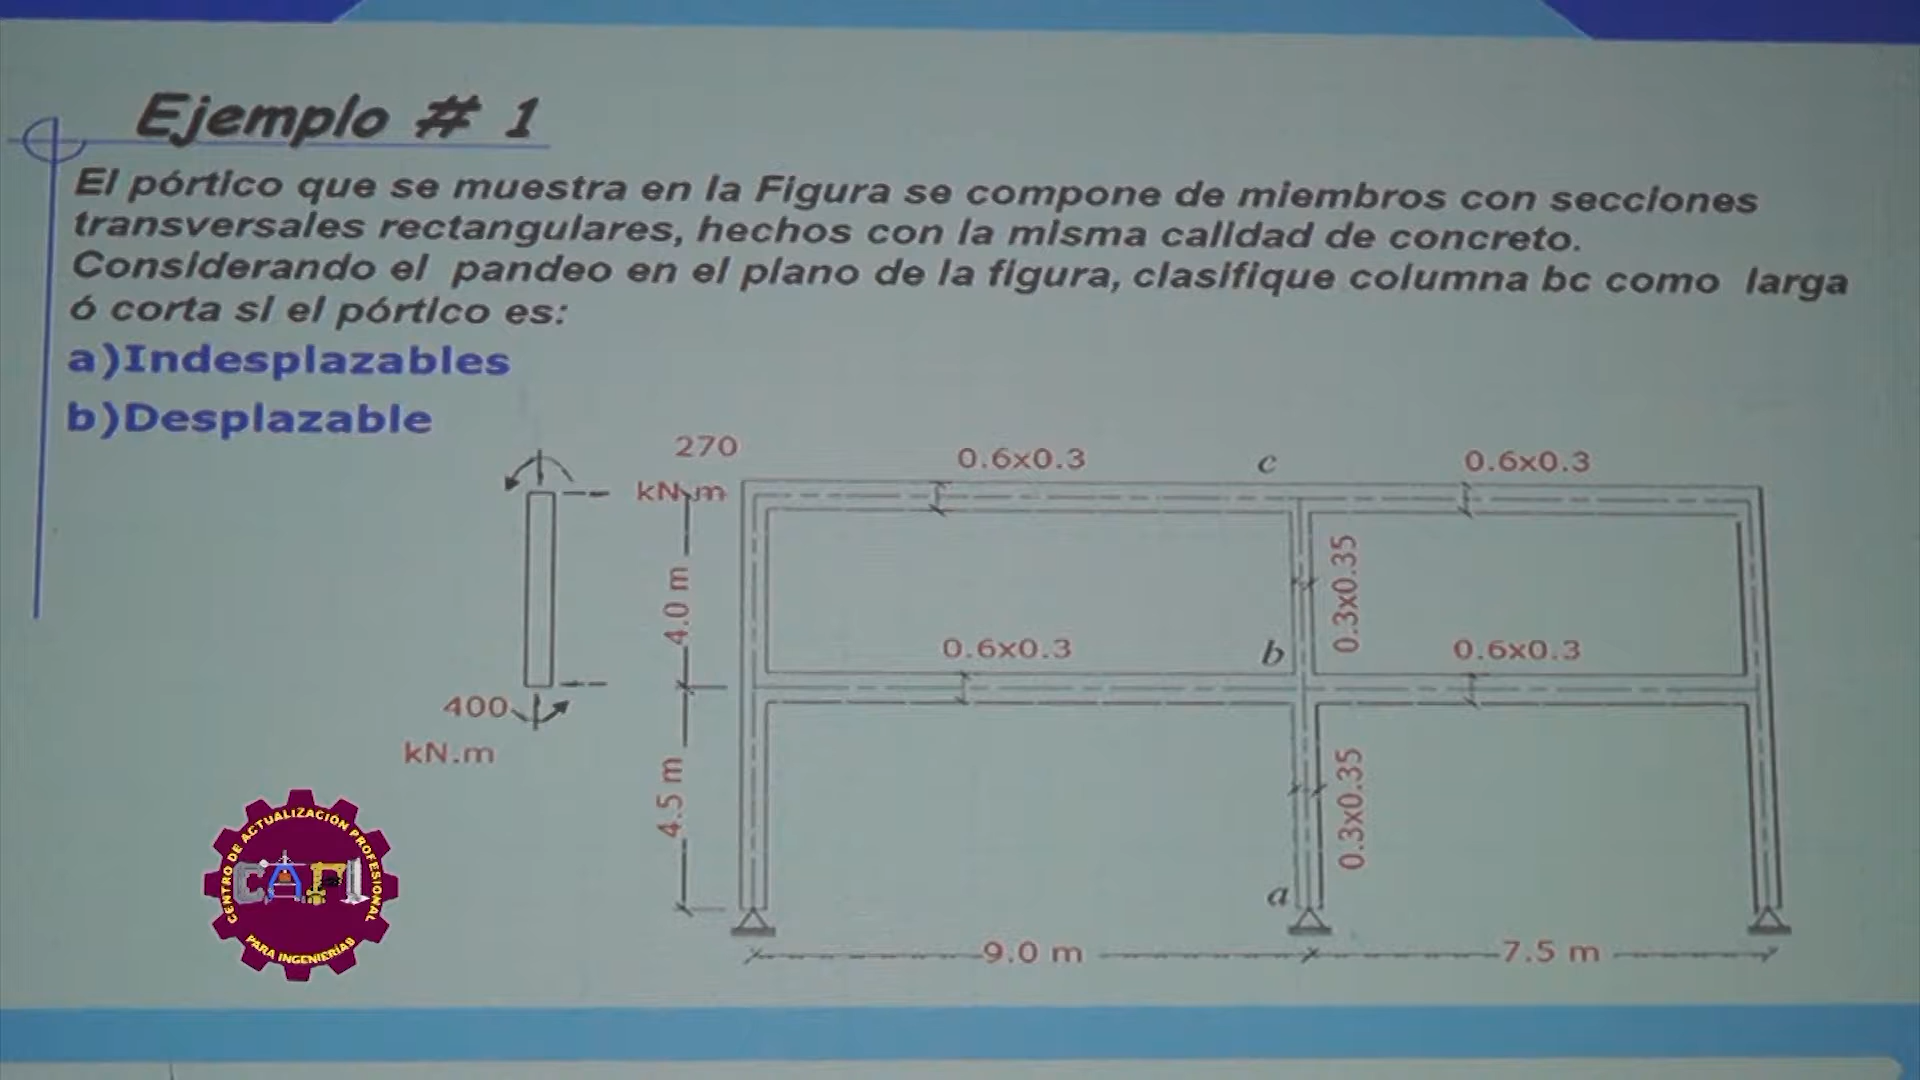 Ejemplo # 1
El pórtico que se muestra en la Figura se compone de miembros con secciones
transversales rectangulares, hechos con la misma calidad de concreto.
Considerando el pandeo en el plano de la figura, clasifique columna bc como larga
ó corta si el pórtico es:
a)Indesplazables
b)Desplazable
270
kN.m
0.6x0.3
c
0.6x0.3
4.0 m
0.3x0.35
0.6x0.3
b
0.6x0.3
400
kN.m
4.5 m
0.3x0.35
a
9.0 m
7.5 m
CENTRO DE ACTUALIZACIÓN PROFESIONAL
CAPI
PARA INGENIERÍAS